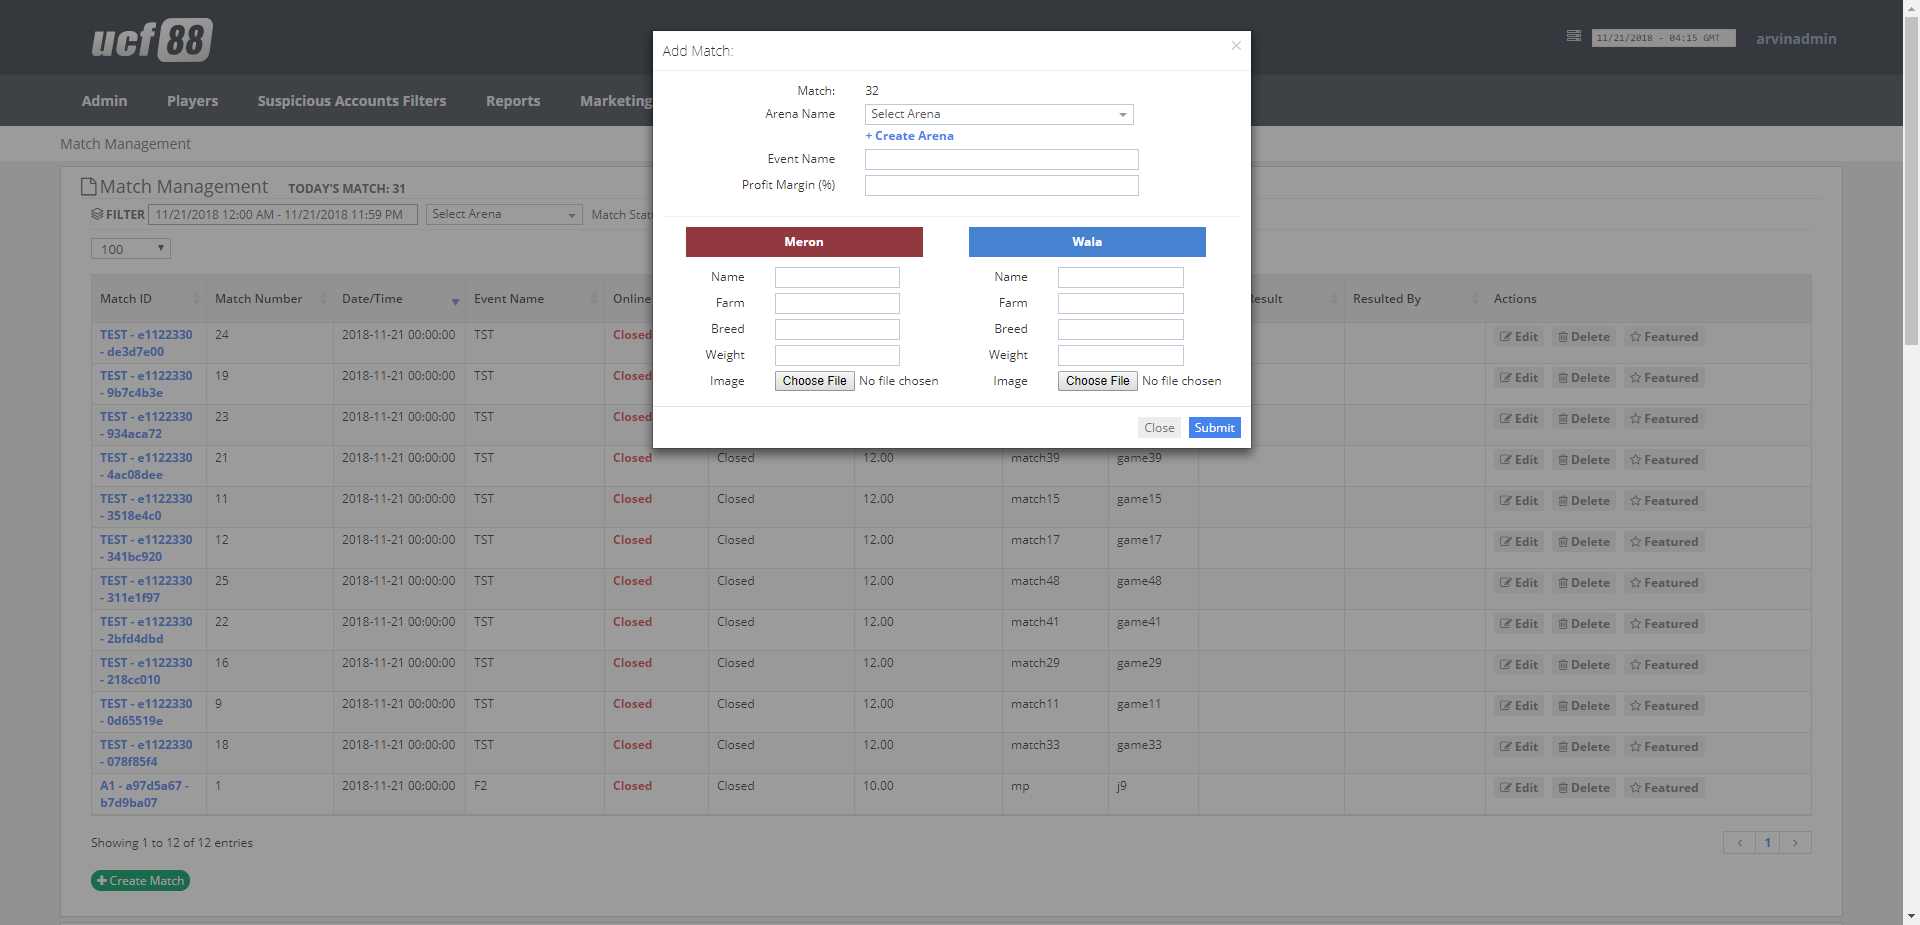 ucf 88
11/21/2018 - 04:15 GMT
arvinadmin
Admin Players Suspicious Accounts Filters Reports Marketing
Match Management
Match Management TODAY'S MATCH: 31
FILTER 11/21/2018 12:00 AM - 11/21/2018 11:59 PM Select Arena Match Stat
100
Add Match: ×
Match: 32
Arena Name Select Arena
+ Create Arena
Event Name
Profit Margin (%)
Meron Wala
Name Name
Farm Farm
Breed Breed
Weight Weight
Image Choose File No file chosen Image Choose File No file chosen
Close Submit
Match ID Match Number Date/Time Event Name Online Result Resulted By Actions
TEST - e1122330 24 2018-11-21 00:00:00 TST Closed Edit Delete Featured
- de3d7e00
TEST - e1122330 19 2018-11-21 00:00:00 TST Closed Edit Delete Featured
- 9b7c4b3e
TEST - e1122330 23 2018-11-21 00:00:00 TST Closed Edit Delete Featured
- 934aca72
TEST - e1122330 21 2018-11-21 00:00:00 TST Closed Closed 12.00 match39 game39 Edit Delete Featured
- 4ac08dee
TEST - e1122330 11 2018-11-21 00:00:00 TST Closed Closed 12.00 match15 game15 Edit Delete Featured
- 3518e4c0
TEST - e1122330 12 2018-11-21 00:00:00 TST Closed Closed 12.00 match17 game17 Edit Delete Featured
- 341bc920
TEST - e1122330 25 2018-11-21 00:00:00 TST Closed Closed 12.00 match48 game48 Edit Delete Featured
- 311e1f97
TEST - e1122330 22 2018-11-21 00:00:00 TST Closed Closed 12.00 match41 game41 Edit Delete Featured
- 2bfd4dbd
TEST - e1122330 16 2018-11-21 00:00:00 TST Closed Closed 12.00 match29 game29 Edit Delete Featured
- 218cc010
TEST - e1122330 9 2018-11-21 00:00:00 TST Closed Closed 12.00 match11 game11 Edit Delete Featured
- 0d65519e
TEST - e1122330 18 2018-11-21 00:00:00 TST Closed Closed 12.00 match33 game33 Edit Delete Featured
- 078f85f4
A1 - a97d5a67 - 1 2018-11-21 00:00:00 F2 Closed Closed 10.00 mp j9 Edit Delete Featured
b7d9ba07
Showing 1 to 12 of 12 entries ‹ 1 ›
+ Create Match